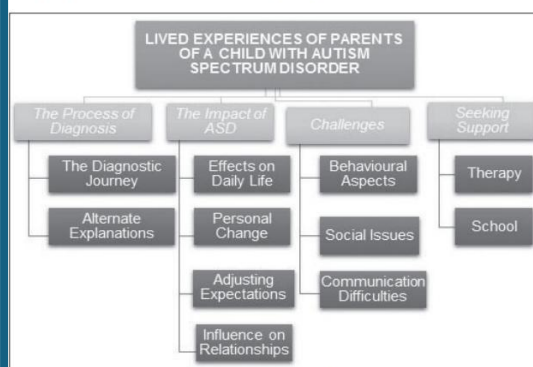 LIVED EXPERIENCES OF PARENTS
OF A CHILD WITH AUTISM
SPECTRUM DISORDER
The Process of
Diagnosis
The Diagnostic
Journey
Alternate
Explanations
The Impact of
ASD
Effects on
Daily Life
Personal
Change
Adjusting
Expectations
Influence on
Relationships
Challenges
Behavioural
Aspects
Social Issues
Communication
Difficulties
Seeking
Support
Therapy
School